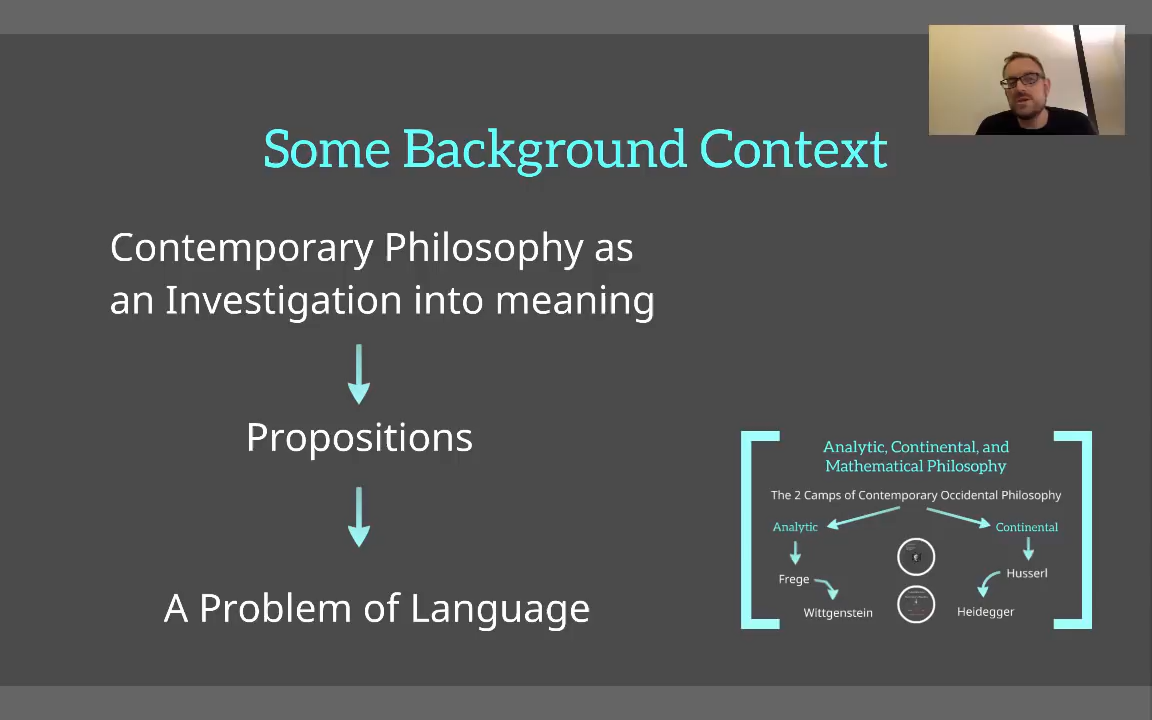 Some Background Context
Contemporary Philosophy as
an Investigation into meaning
Propositions
A Problem of Language
Analytic, Continental, and
Mathematical Philosophy
The 2 Camps of Contemporary Occidental Philosophy
Analytic
Continental
Frege
Husserl
Wittgenstein
Heidegger